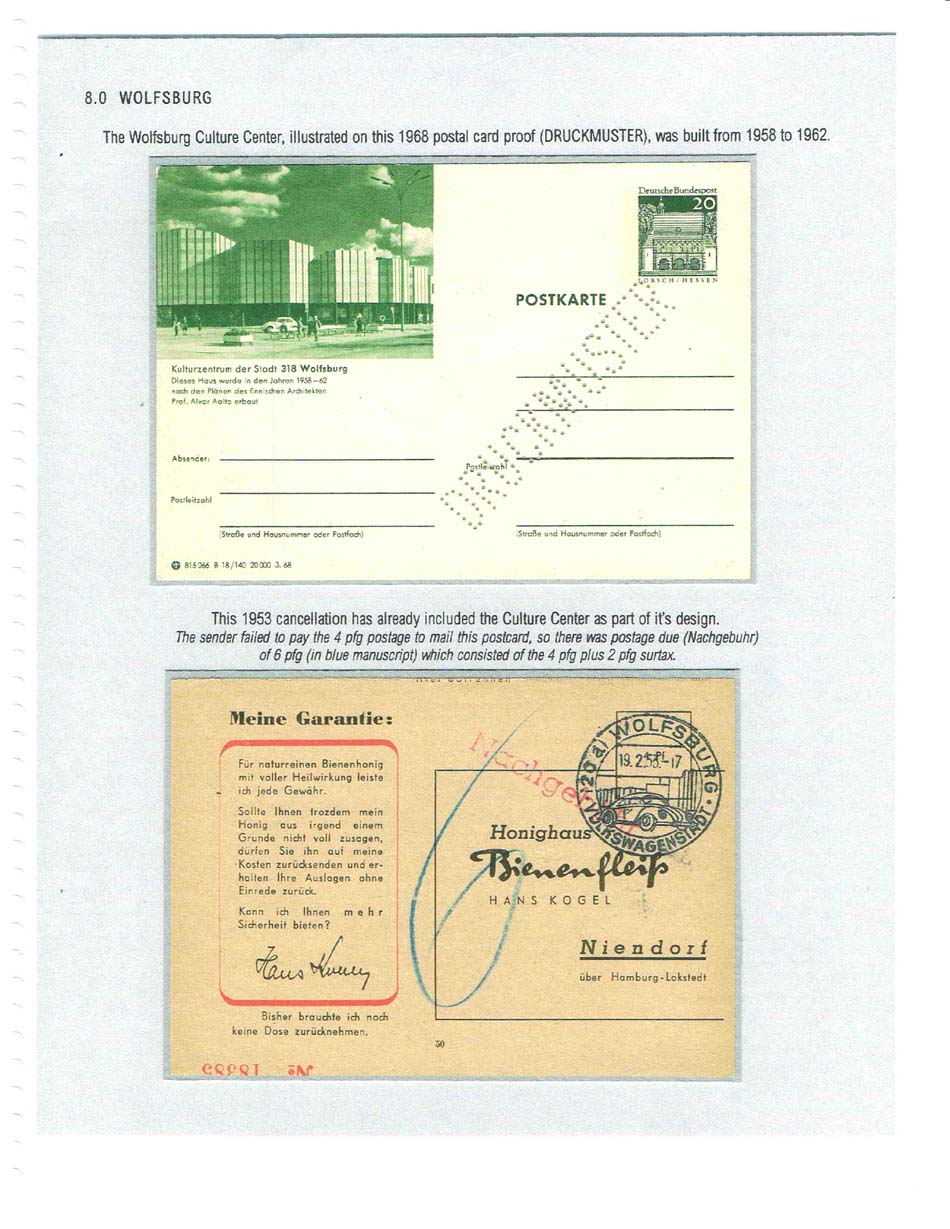 8.0 WOLFSBURG
The Wolfsburg Culture Center, illustrated on this 1968 postal card proof (DRUCKMUSTER), was built from 1958 to 1962.
Deutsche Bundespost
20
LORSCH/HESSEN
POSTKARTE
DRUCKMUSTER
Kulturzentrum der Stadt 318 Wolfsburg
Dieses Haus wurde in den Jahren 1958–62
nach den Plänen des finnischen Architekten
Prof. Alvar Aalto erbaut
Absender:
Postleitzahl
Postleitzahl
(Straße und Hausnummer oder Postfach)
(Straße und Hausnummer oder Postfach)
815 066 B 18/140 20 000 3.68
This 1953 cancellation has already included the Culture Center as part of it's design.
The sender failed to pay the 4 pfg postage to mail this postcard, so there was postage due (Nachgebuhr)
of 6 pfg (in blue manuscript) which consisted of the 4 pfg plus 2 pfg surtax.
Meine Garantie:
Für naturreinen Bienenhonig
mit voller Heilwirkung leiste
ich jede Gewähr.
Sollte Ihnen trozdem mein
Honig aus irgend einem
Grunde nicht voll zusagen,
dürfen Sie ihn auf meine
Kosten zurücksenden und er-
halten Ihre Auslagen ohne
Einrede zurück.
Kann ich Ihnen mehr
Sicherheit bieten?
Bisher brauchte ich noch
keine Dose zurücknehmen.
Nachgebühr
6
(20a) WOLFSBURG
19.2.53.-17
VOLKSWAGENSTADT
Honighaus
Bienenfleiß
HANS KOGEL
Niendorf
über Hamburg-Lokstedt
50